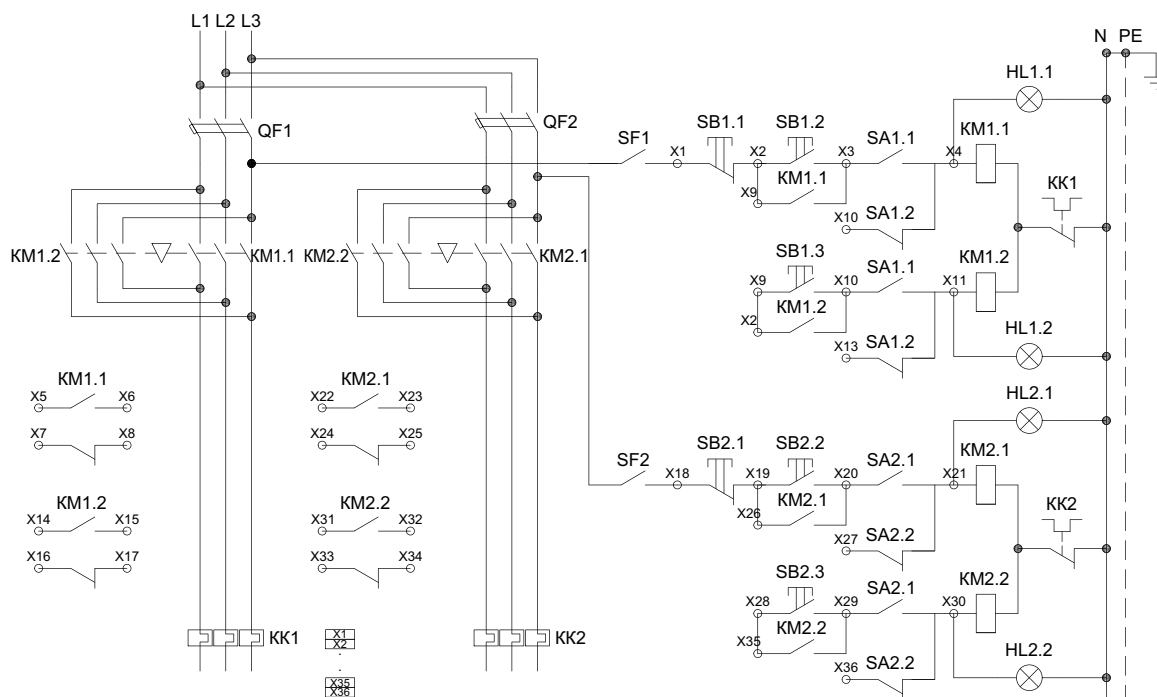 L1 L2 L3
N PE
HL1.1
QF1
QF2
SF1
X1
SB1.1
X2
SB1.2
X3
SA1.1
X4
KM1.1
X9
KM1.1
KK1
X10
SA1.2
KM1.2
KM1.1
KM2.2
KM2.1
X9
SB1.3
X10
SA1.1
X11
KM1.2
X2
KM1.2
X13
SA1.2
HL1.2
KM1.1
X5
X6
X7
X8
KM2.1
X22
X23
X24
X25
HL2.1
SF2
X18
SB2.1
X19
SB2.2
X20
SA2.1
X21
KM2.1
X26
KM2.1
KK2
X27
SA2.2
KM1.2
X14
X15
X16
X17
KM2.2
X31
X32
X33
X34
X28
SB2.3
X29
SA2.1
X30
KM2.2
X35
KM2.2
X36
SA2.2
HL2.2
KK1
KK2
X1
X2
.
.
X35
X36